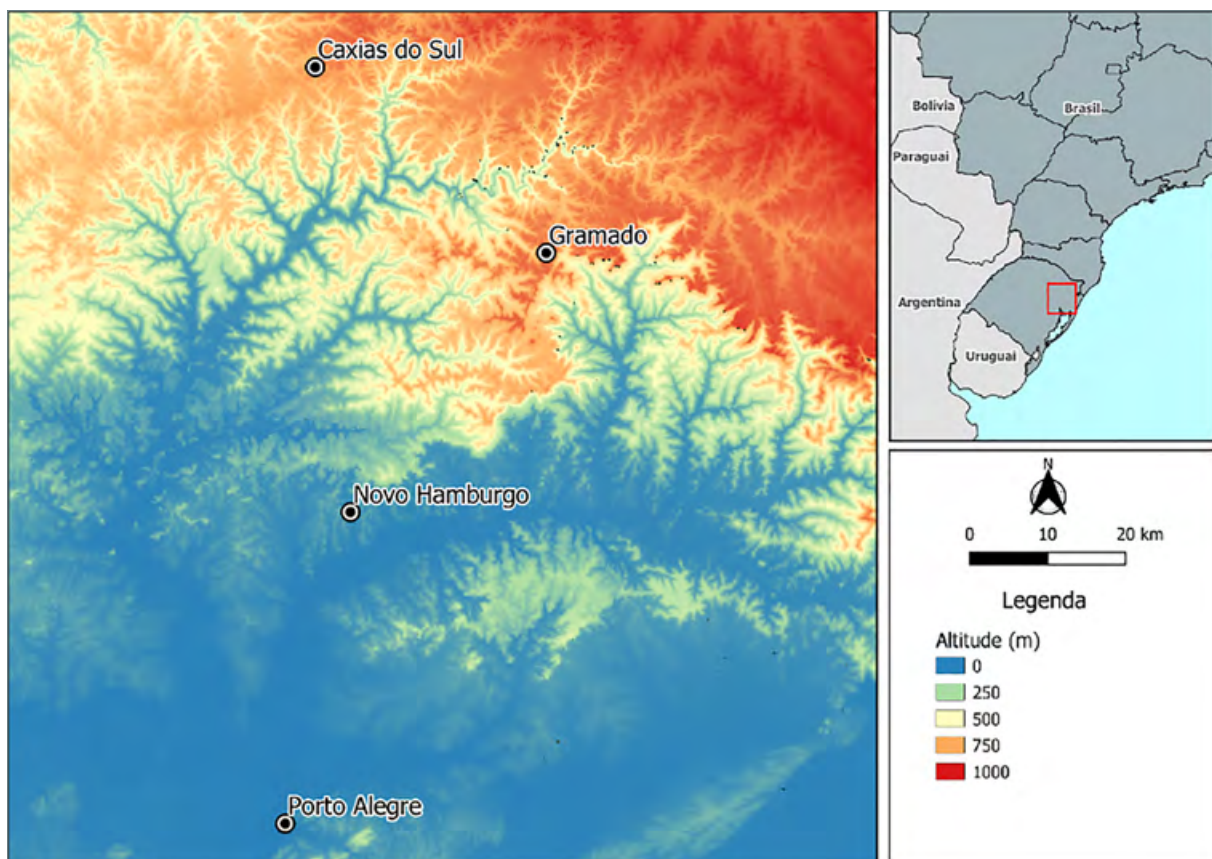 Caxias do Sul
Gramado
Novo Hamburgo
Porto Alegre
Bolívia
Brasil
Paraguai
Argentina
Uruguai
N
0 10 20 km
Legenda
Altitude (m)
0
250
500
750
1000